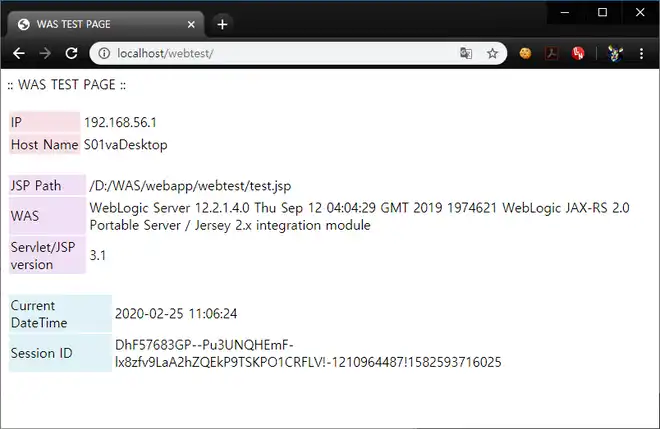 WAS TEST PAGE
localhost/webtest/
:: WAS TEST PAGE ::
IP 192.168.56.1
Host Name S01vaDesktop
JSP Path /D:/WAS/webapp/webtest/test.jsp
WAS WebLogic Server 12.2.1.4.0 Thu Sep 12 04:04:29 GMT 2019 1974621 WebLogic JAX-RS 2.0
Portable Server / Jersey 2.x integration module
Servlet/JSP
version 3.1
Current
DateTime 2020-02-25 11:06:24
Session ID DhF57683GP--Pu3UNQHEmF-
lx8zfv9LaA2hZQEkP9TSKPO1CRFLV!-1210964487!1582593716025